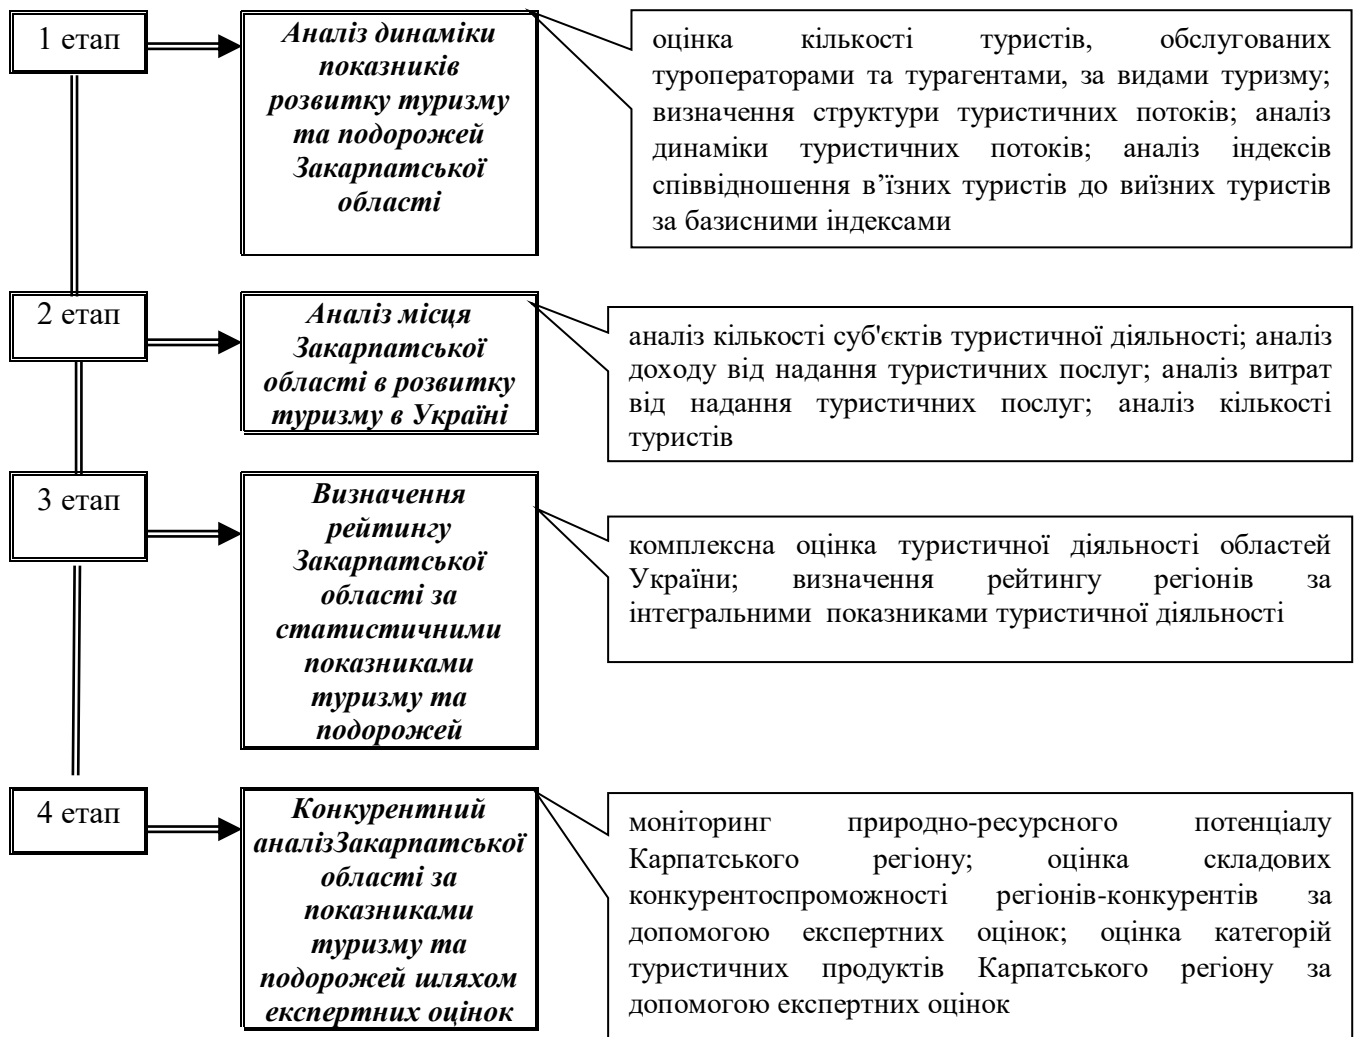 1 етап
Аналіз динаміки
показників
розвитку туризму
та подорожей
Закарпатської
області
оцінка кількості туристів, обслугованих
туроператорами та турагентами, за видами туризму;
визначення структури туристичних потоків; аналіз
динаміки туристичних потоків; аналіз індексів
співвідношення в’їзних туристів до виїзних туристів
за базисними індексами
2 етап
Аналіз місця
Закарпатської
області в розвитку
туризму в Україні
аналіз кількості суб'єктів туристичної діяльності; аналіз
доходу від надання туристичних послуг; аналіз витрат
від надання туристичних послуг; аналіз кількості
туристів
3 етап
Визначення
рейтингу
Закарпатської
області за
статистичними
показниками
туризму та
подорожей
комплексна оцінка туристичної діяльності областей
України; визначення рейтингу регіонів за
інтегральними показниками туристичної діяльності
4 етап
Конкурентний
аналізЗакарпатської
області за
показниками
туризму та
подорожей шляхом
експертних оцінок
моніторинг природно-ресурсного потенціалу
Карпатського регіону; оцінка складових
конкурентоспроможності регіонів-конкурентів за
допомогою експертних оцінок; оцінка категорій
туристичних продуктів Карпатського регіону за
допомогою експертних оцінок